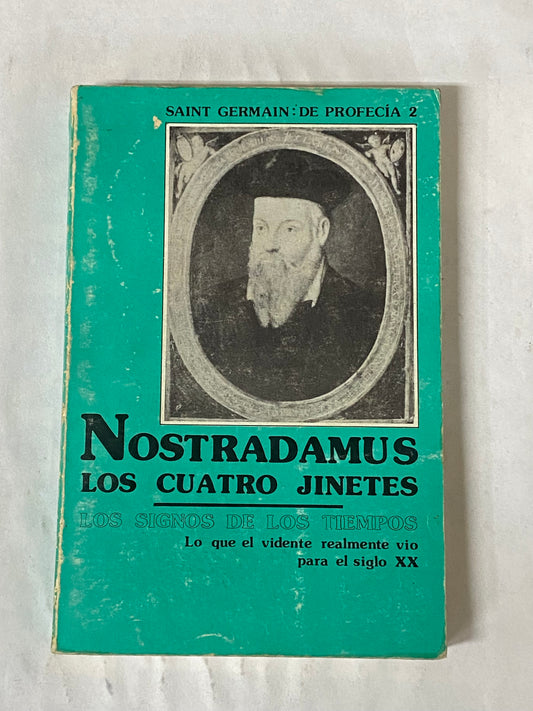 SAINT GERMAIN: DE PROFECÍA 2
NOSTRADAMUS
LOS CUATRO JINETES
LOS SIGNOS DE LOS TIEMPOS
Lo que el vidente realmente vio
para el siglo XX